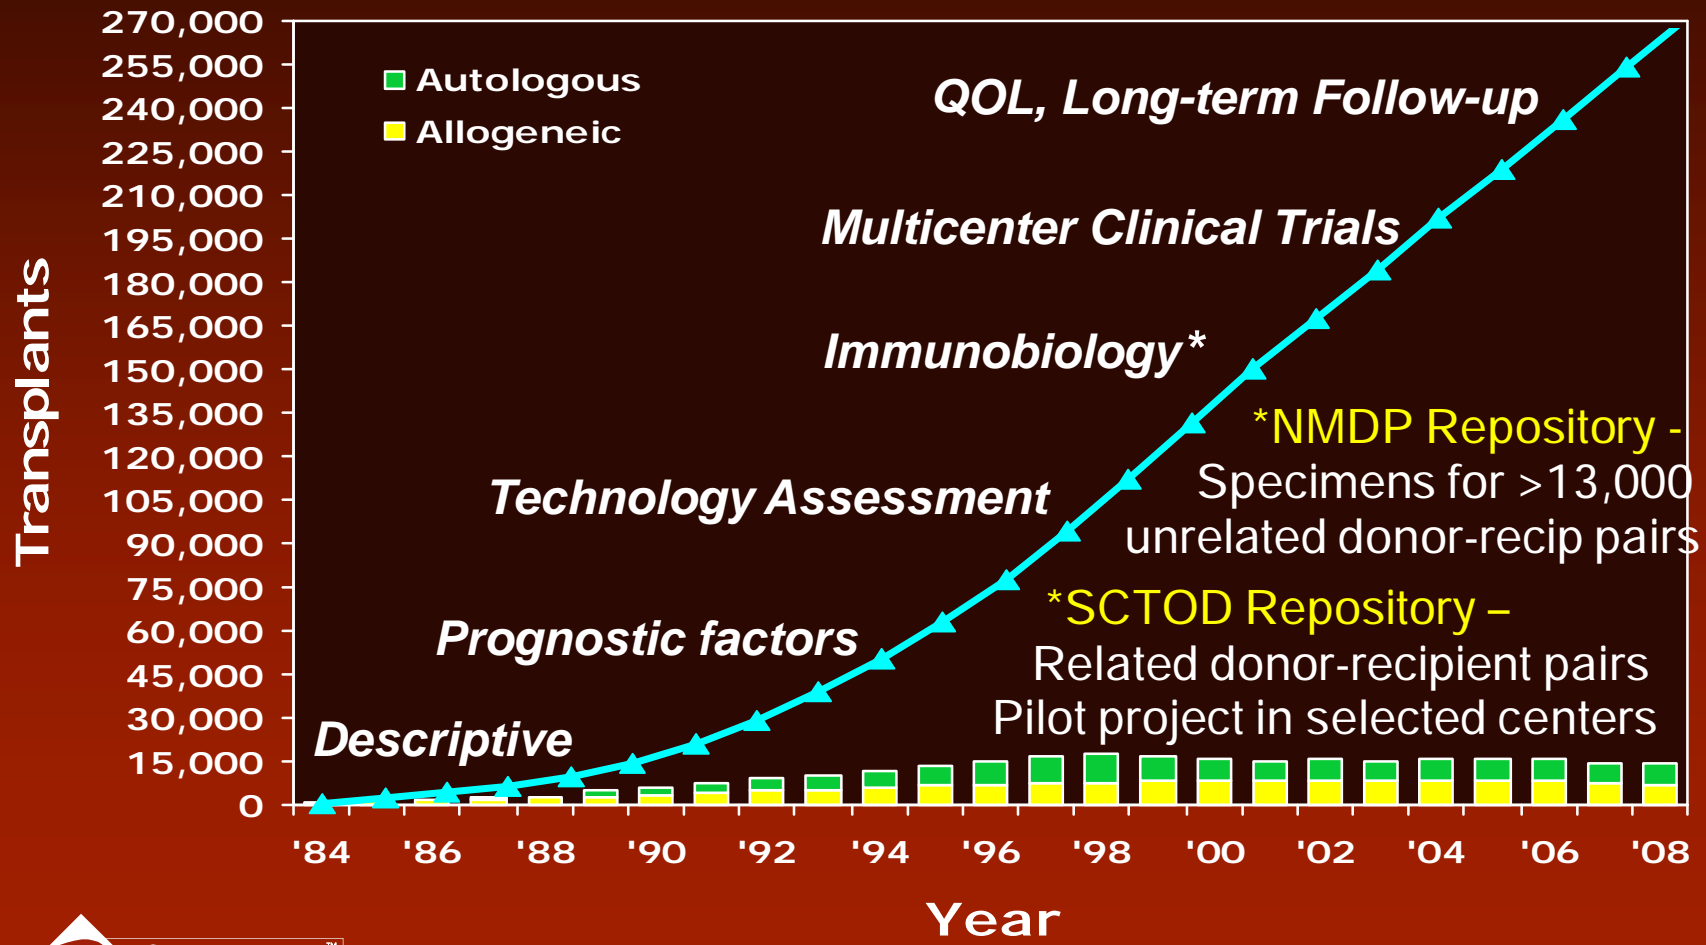 270,000
255,000
240,000
225,000
210,000
195,000
180,000
165,000
150,000
135,000
120,000
105,000
90,000
75,000
60,000
45,000
30,000
15,000
0
Transplants
Autologous
Allogeneic
QOL, Long-term Follow-up
Multicenter Clinical Trials
Immunobiology*
Technology Assessment
Prognostic factors
Descriptive
*NMDP Repository -
Specimens for >13,000
unrelated donor-recip pairs
*SCTOD Repository –
Related donor-recipient pairs
Pilot project in selected centers
'84 '86 '88 '90 '92 '94 '96 '98 '00 '02 '04 '06 '08
Year
TM